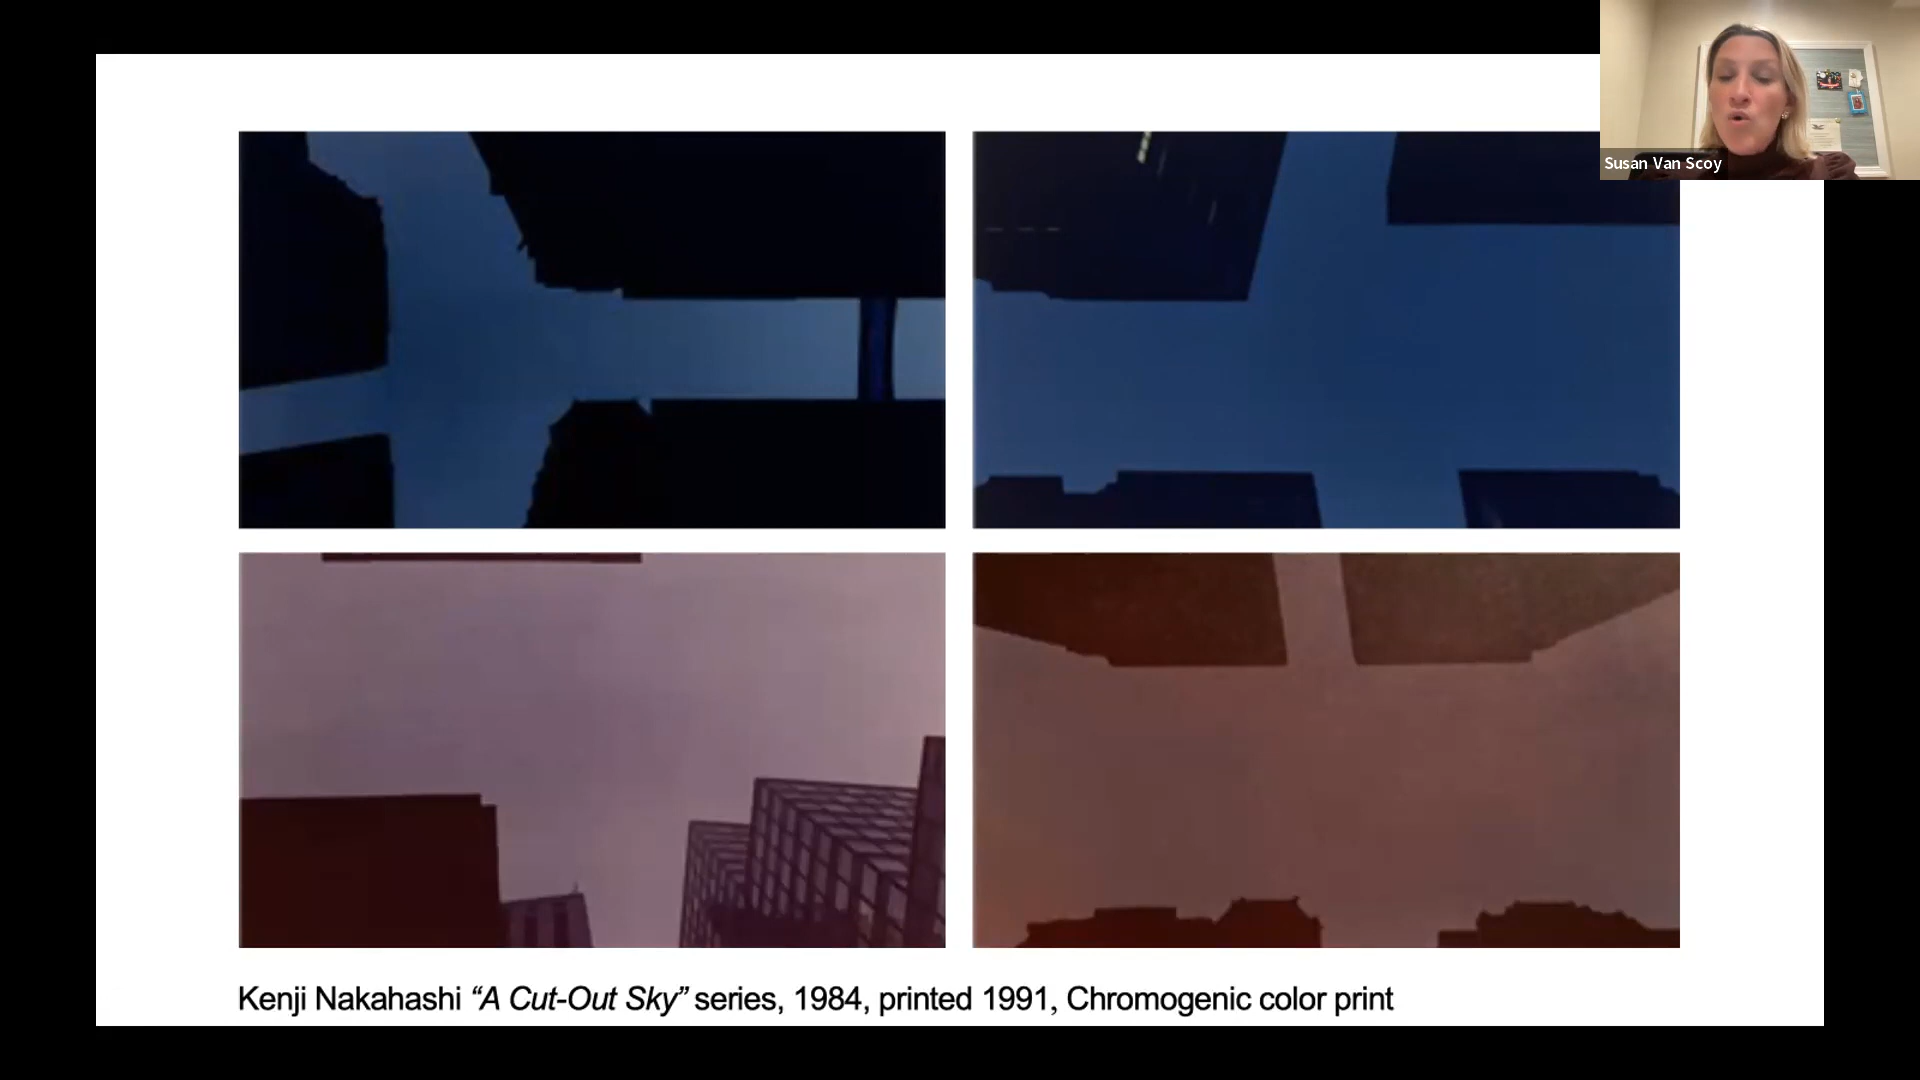 Susan Van Scoy
Kenji Nakahashi “A Cut-Out Sky” series, 1984, printed 1991, Chromogenic color print